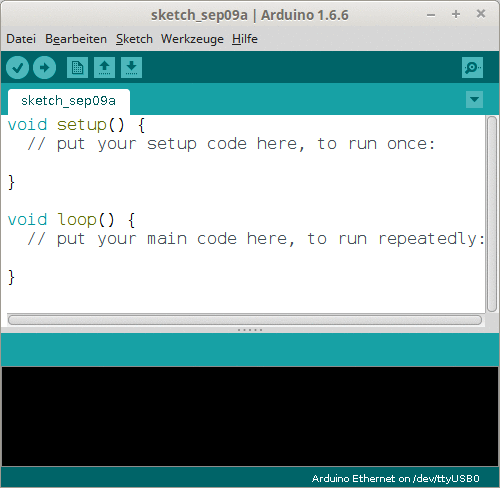 sketch_sep09a | Arduino 1.6.6
Datei Bearbeiten Sketch Werkzeuge Hilfe
sketch_sep09a
void setup() {
  // put your setup code here, to run once:
}
void loop() {
  // put your main code here, to run repeatedly:
}
Arduino Ethernet on /dev/ttyUSB0